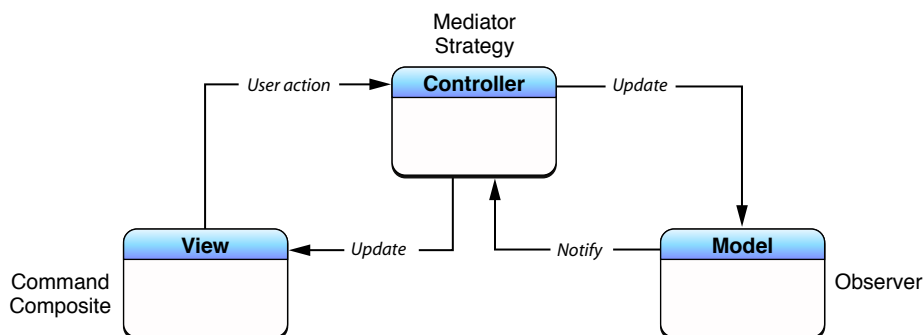 Mediator
Strategy
Controller
User action
Update
View
Update
Notify
Model
Command
Composite
Observer